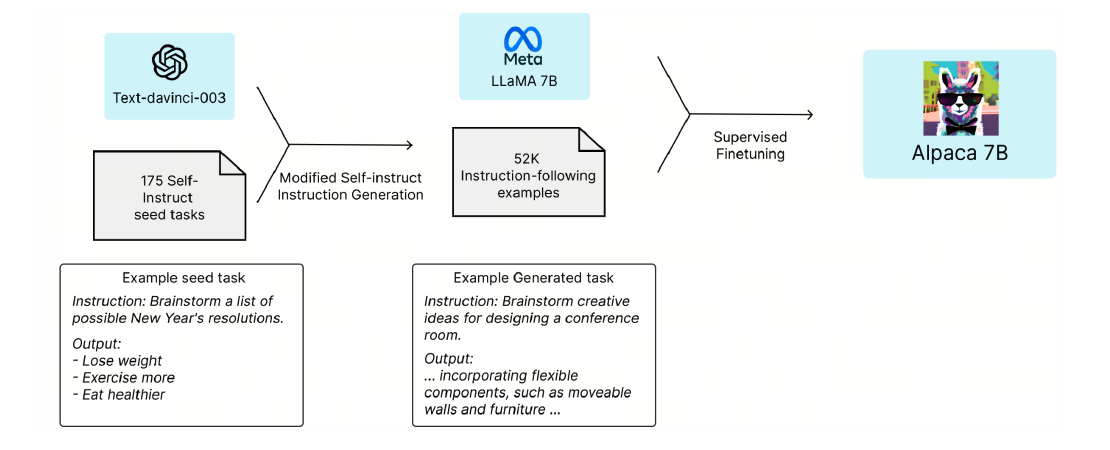 Text-davinci-003
175 Self-
Instruct
seed tasks
Modified Self-instruct
Instruction Generation
Meta
LLaMA 7B
52K
Instruction-following
examples
Supervised
Finetuning
Alpaca 7B
Example seed task
Instruction: Brainstorm a list of
possible New Year's resolutions.
Output:
- Lose weight
- Exercise more
- Eat healthier
Example Generated task
Instruction: Brainstorm creative
ideas for designing a conference
room.
Output:
... incorporating flexible
components, such as moveable
walls and furniture ...